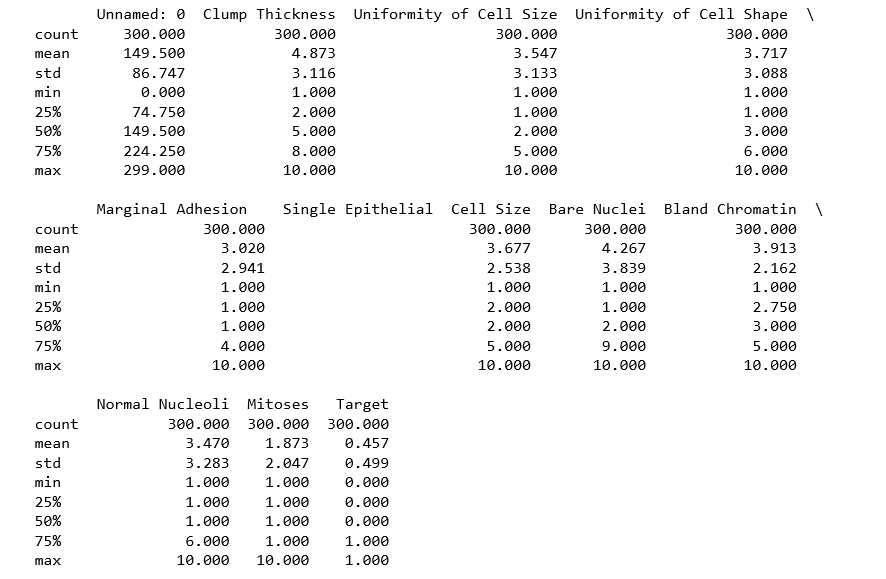 Unnamed: 0 Clump Thickness Uniformity of Cell Size Uniformity of Cell Shape \
count 300.000 300.000 300.000 300.000
mean 149.500 4.873 3.547 3.717
std 86.747 3.116 3.133 3.088
min 0.000 1.000 1.000 1.000
25% 74.750 2.000 1.000 1.000
50% 149.500 5.000 2.000 3.000
75% 224.250 8.000 5.000 6.000
max 299.000 10.000 10.000 10.000
Marginal Adhesion Single Epithelial Cell Size Bare Nuclei Bland Chromatin \
count 300.000 300.000 300.000 300.000
mean 3.020 3.677 4.267 3.913
std 2.941 2.538 3.839 2.162
min 1.000 1.000 1.000 1.000
25% 1.000 2.000 1.000 2.750
50% 1.000 2.000 2.000 3.000
75% 4.000 5.000 9.000 5.000
max 10.000 10.000 10.000 10.000
Normal Nucleoli Mitoses Target
count 300.000 300.000 300.000
mean 3.470 1.873 0.457
std 3.283 2.047 0.499
min 1.000 1.000 0.000
25% 1.000 1.000 0.000
50% 1.000 1.000 0.000
75% 6.000 1.000 1.000
max 10.000 10.000 1.000